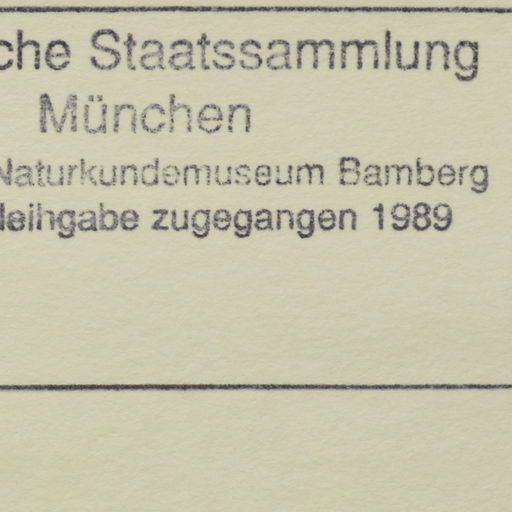 che Staatssammlung
München
Naturkundemuseum Bamberg
leihgabe zugegangen 1989